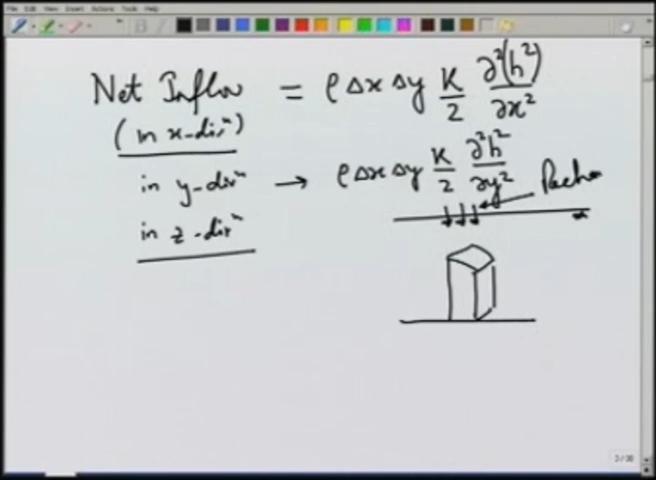 Net Inflow = ρ Δx Δy K/2 ∂²(h²)/∂x²
(in x-dirⁿ)
in y-dirⁿ → ρ Δx Δy K/2 ∂²h²/∂y²
in z-dirⁿ